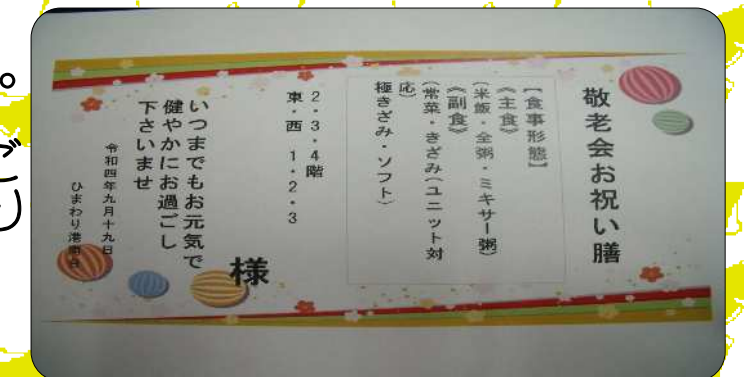 敬老会お祝い膳
【食事形態】
《主食》
(米飯・全粥・ミキサー粥)
《副食》
(常菜・きざみ(ユニット対
応)
極きざみ・ソフト)
2・3・4階
東・西 1・2・3
様
いつまでもお元気で
健やかにお過ごし
下さいませ
令和四年九月十九日
ひまわり港南台
。
ご
り